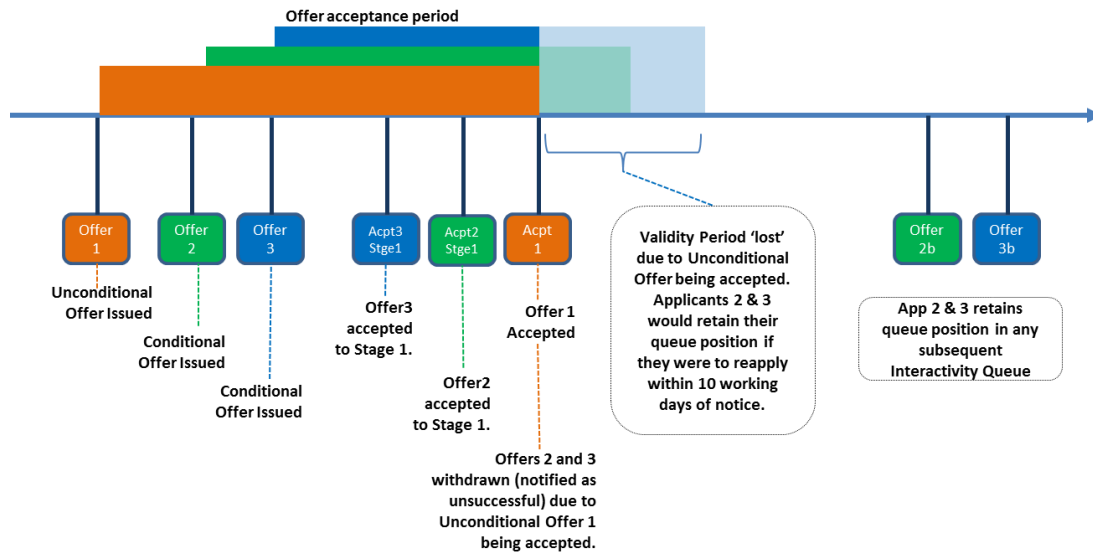 Offer acceptance period
Offer
1
Offer
2
Offer
3
Acpt3
Stge1
Acpt2
Stge1
Acpt
1
Offer
2b
Offer
3b
Unconditional
Offer Issued
Conditional
Offer Issued
Conditional
Offer Issued
Offer3
accepted
to Stage 1.
Offer2
accepted
to Stage 1.
Offer 1
Accepted
Offers 2 and 3
withdrawn (notified as
unsuccessful) due to
Unconditional Offer 1
being accepted.
Validity Period ‘lost’
due to Unconditional
Offer being accepted.
Applicants 2 & 3
would retain their
queue position if
they were to reapply
within 10 working
days of notice.
App 2 & 3 retains
queue position in any
subsequent
Interactivity Queue